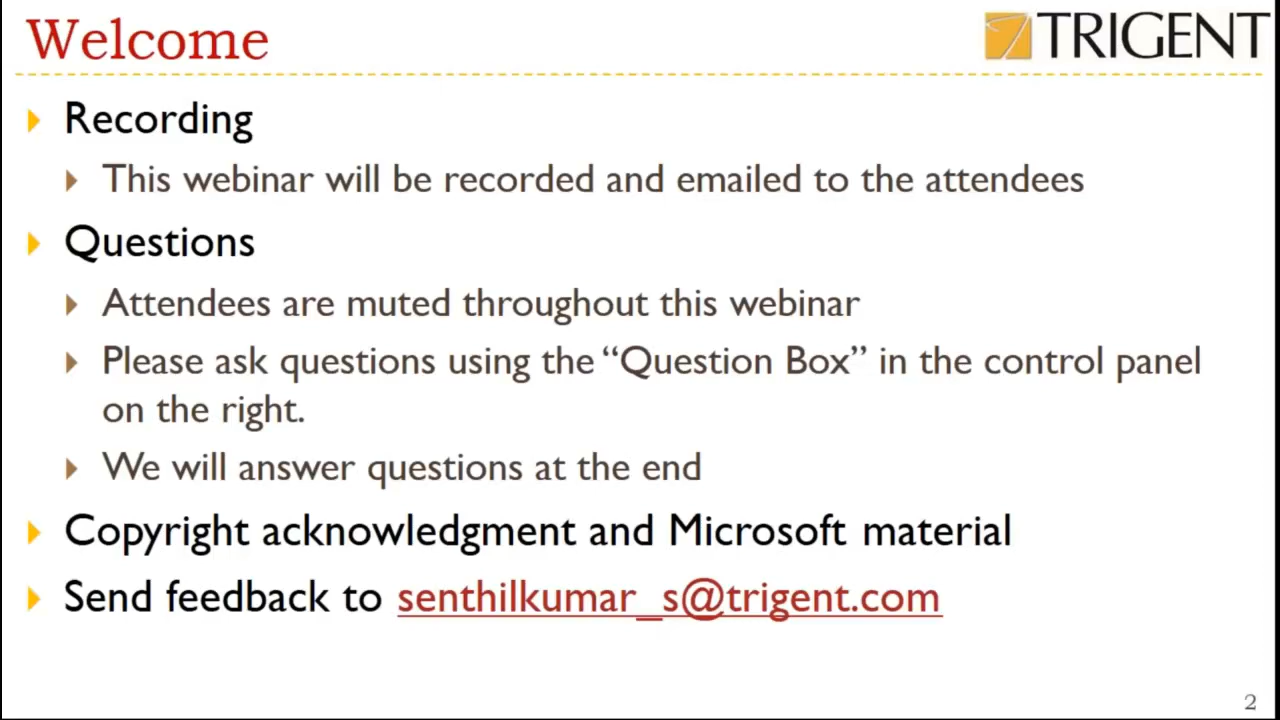 Welcome
TRIGENT
Recording
This webinar will be recorded and emailed to the attendees
Questions
Attendees are muted throughout this webinar
Please ask questions using the “Question Box” in the control panel
on the right.
We will answer questions at the end
Copyright acknowledgment and Microsoft material
Send feedback to senthilkumar_s@trigent.com
2